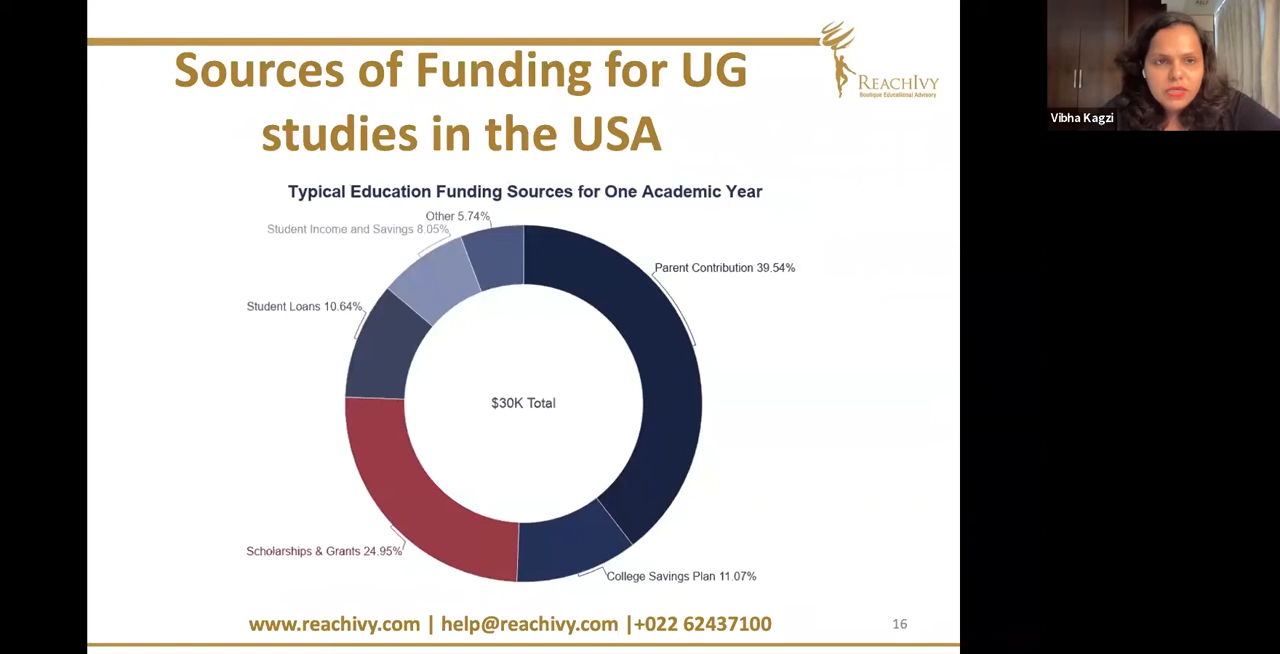 Sources of Funding for UG
studies in the USA
REACHIVY
Boutique Educational Advisory
Vibha Kagzi
Typical Education Funding Sources for One Academic Year
Other 5.74%
Student Income and Savings 8.05%
Parent Contribution 39.54%
Student Loans 10.64%
$30K Total
Scholarships & Grants 24.95%
College Savings Plan 11.07%
www.reachivy.com | help@reachivy.com |+022 62437100
16